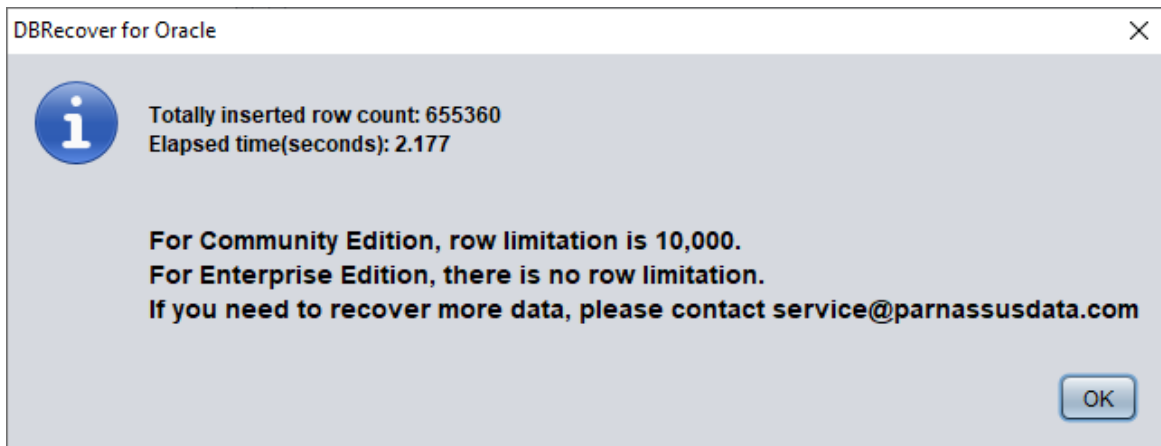 DBRecover for Oracle
Totally inserted row count: 655360
Elapsed time(seconds): 2.177
For Community Edition, row limitation is 10,000.
For Enterprise Edition, there is no row limitation.
If you need to recover more data, please contact service@parnassusdata.com
OK